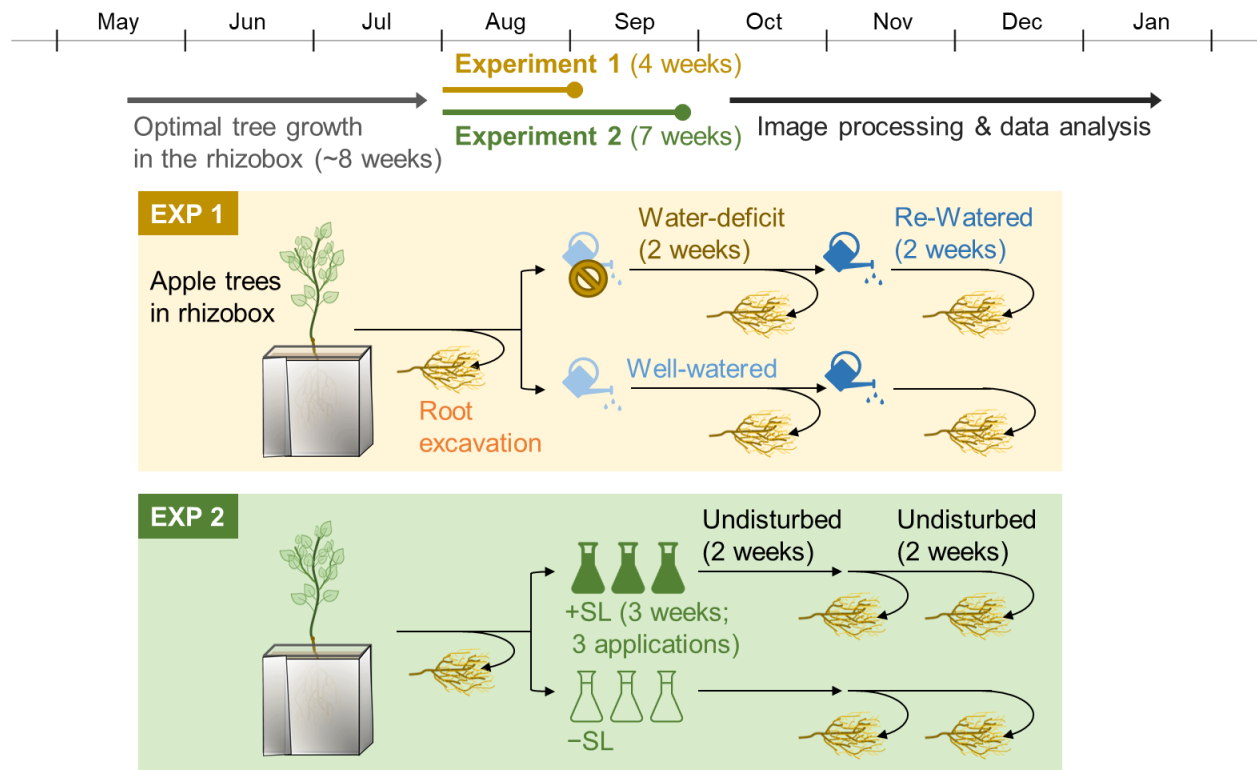 May Jun Jul Aug Sep Oct Nov Dec Jan
Experiment 1 (4 weeks)
Optimal tree growth
in the rhizobox (~8 weeks)
Experiment 2 (7 weeks)
Image processing & data analysis
EXP 1
Apple trees
in rhizobox
Root
excavation
Water-deficit
(2 weeks)
Re-Watered
(2 weeks)
Well-watered
EXP 2
Undisturbed
(2 weeks)
Undisturbed
(2 weeks)
+SL (3 weeks;
3 applications)
−SL